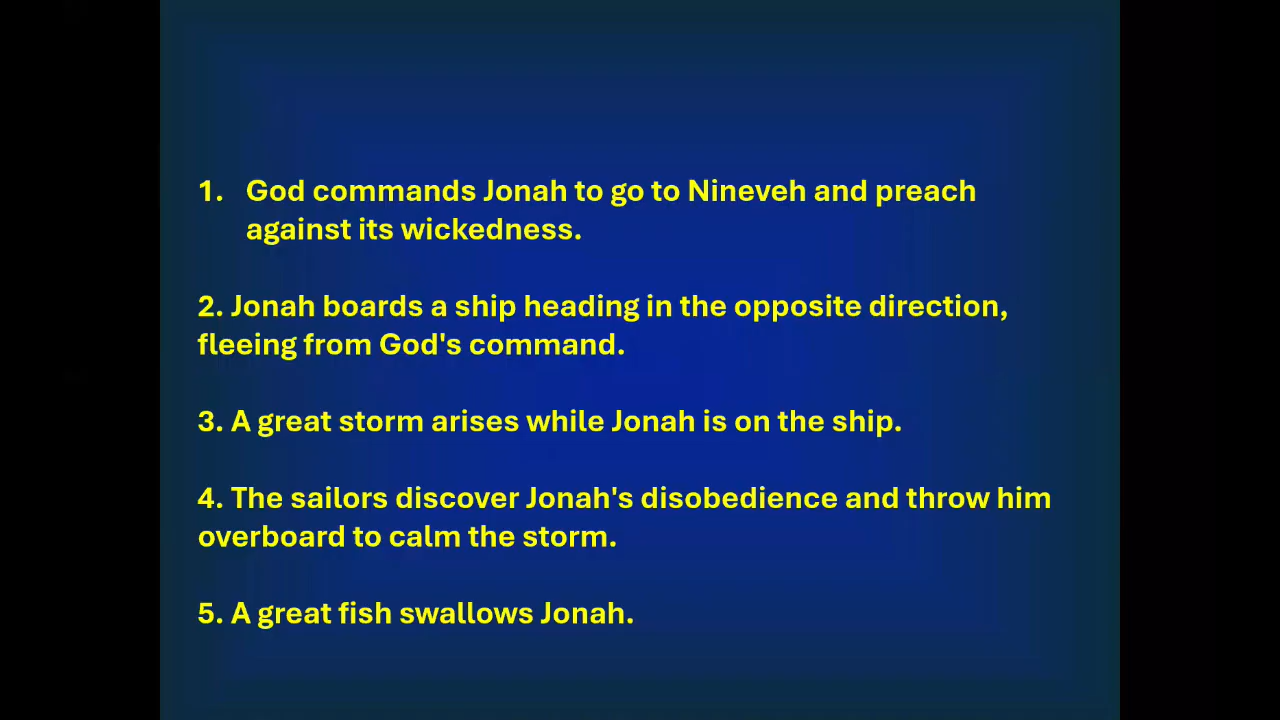 1. God commands Jonah to go to Nineveh and preach
against its wickedness.
2. Jonah boards a ship heading in the opposite direction,
fleeing from God's command.
3. A great storm arises while Jonah is on the ship.
4. The sailors discover Jonah's disobedience and throw him
overboard to calm the storm.
5. A great fish swallows Jonah.